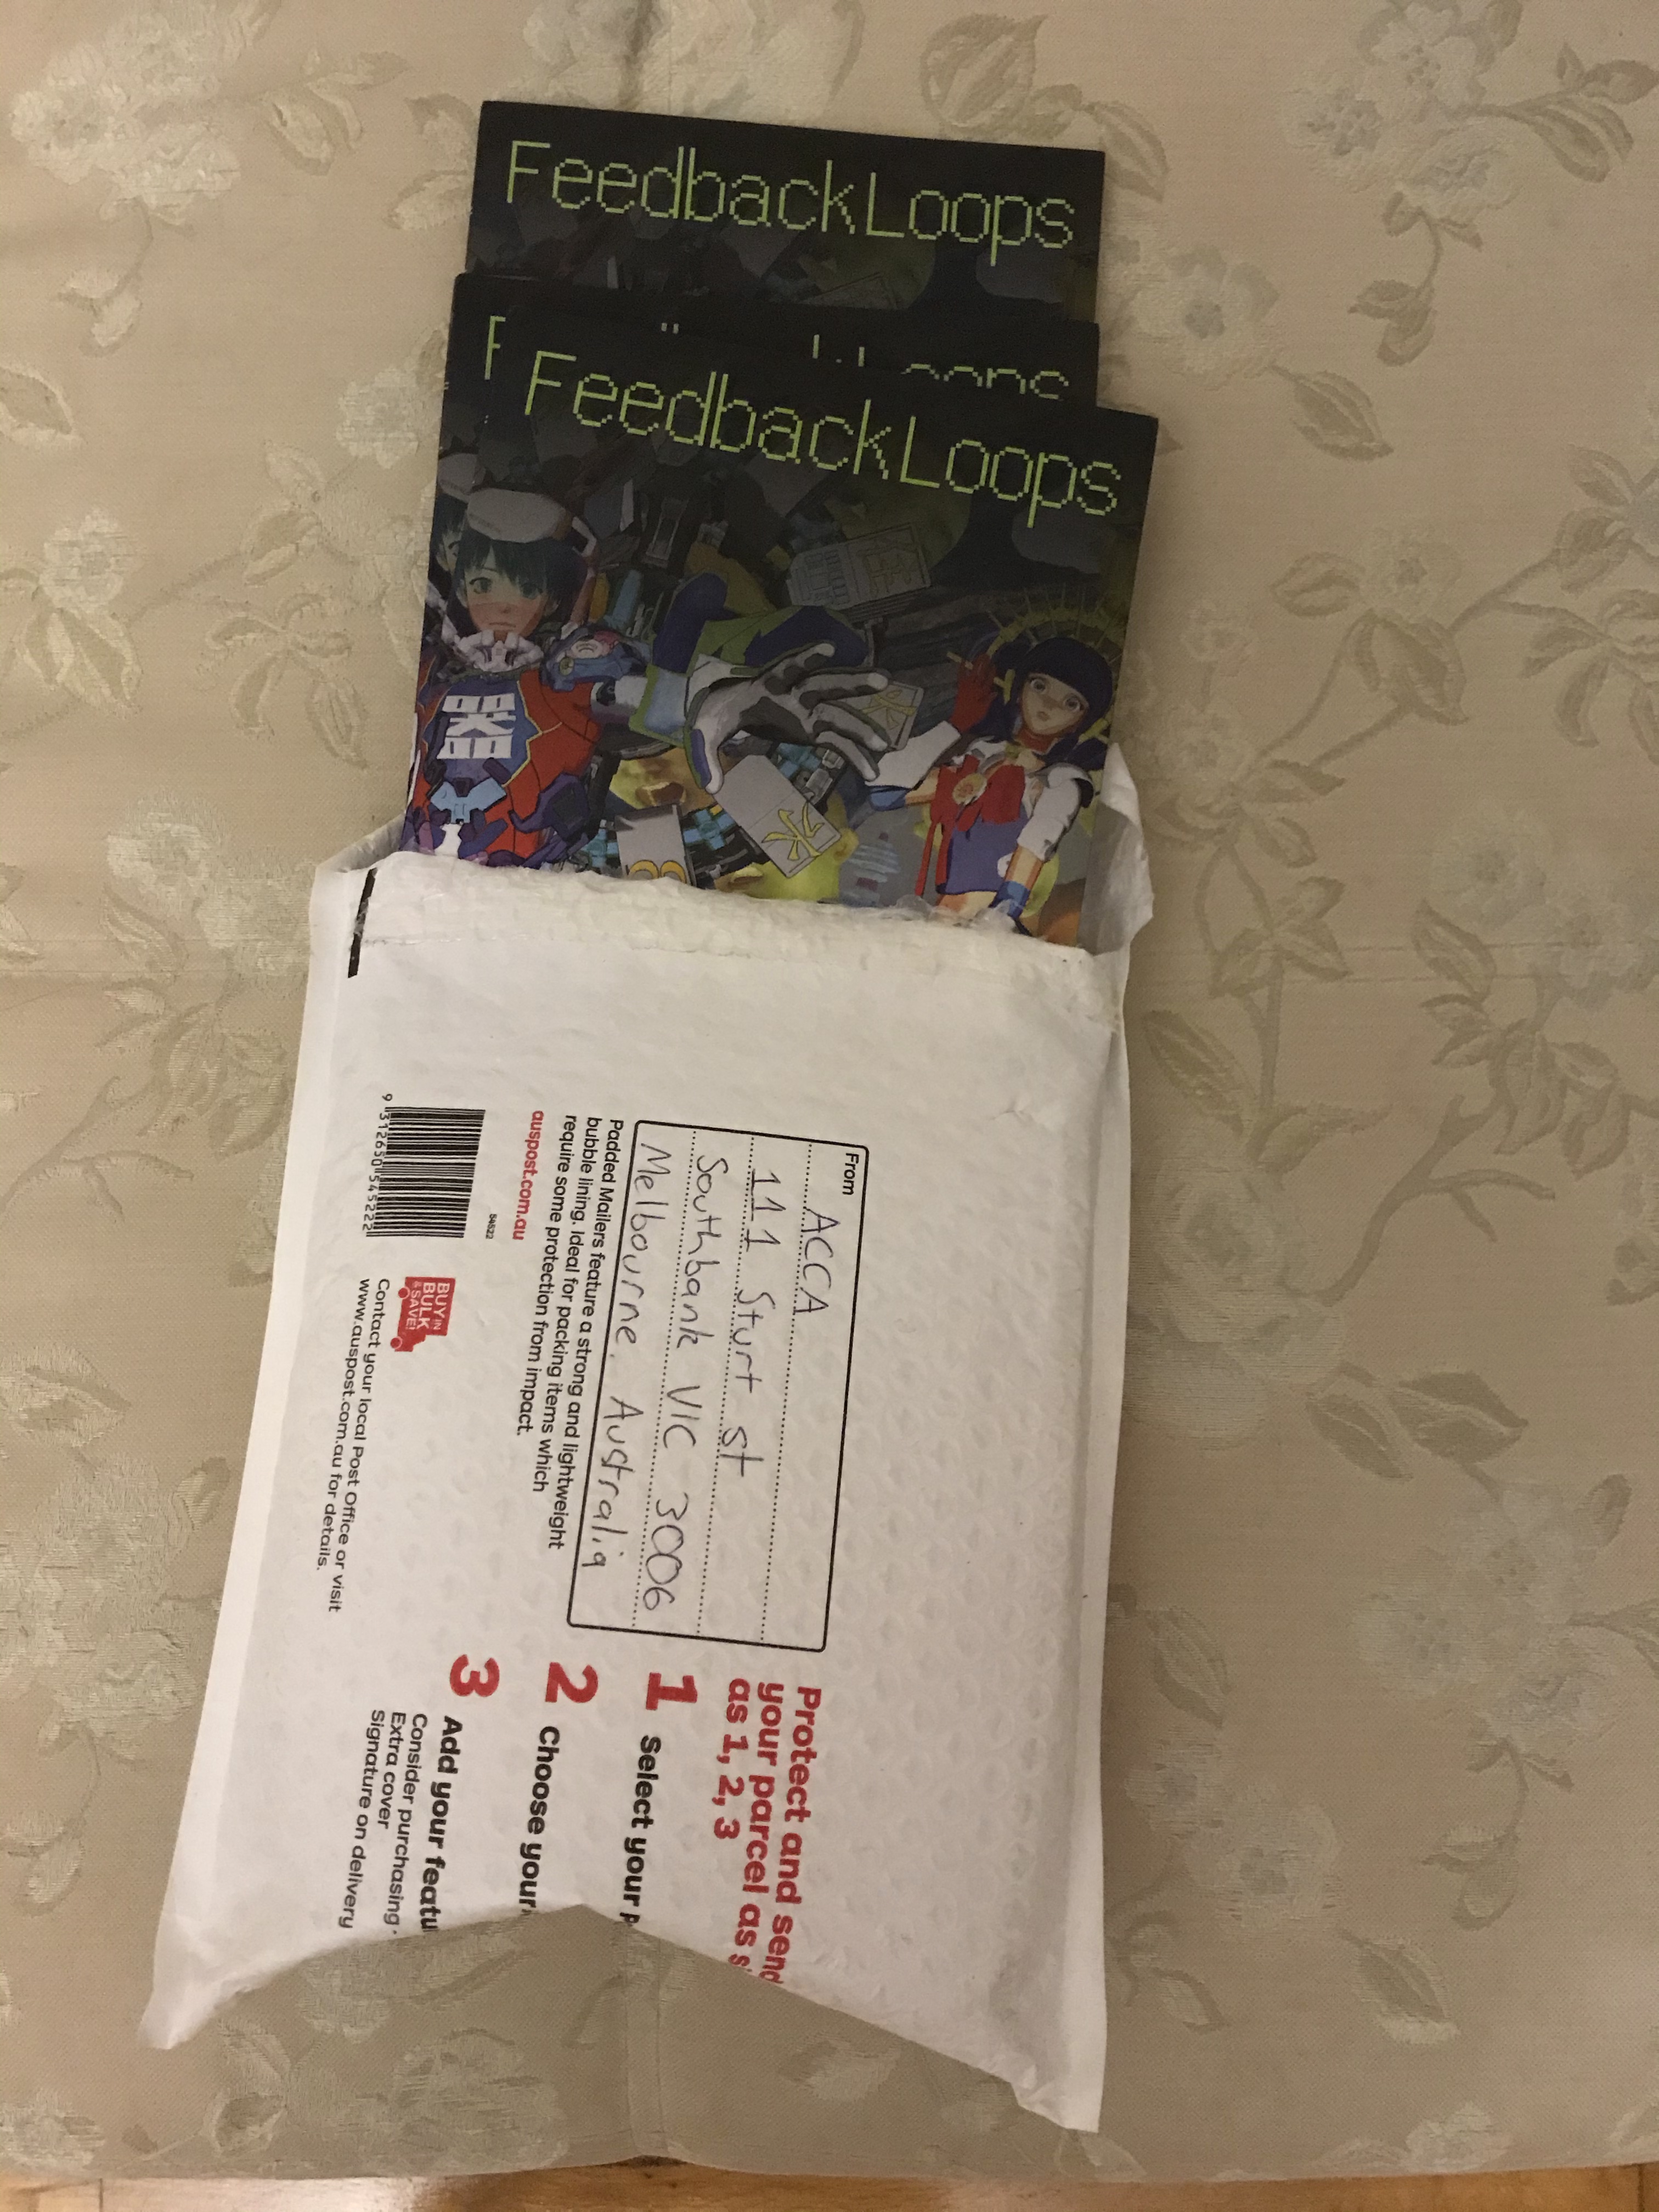 FeedbackLoops
F
FeedbackLoops
From
ACCA
111 Sturt st
Southbank VIC 3006
Melbourne, Australia
Padded Mailers feature a strong and lightweight
bubble lining. Ideal for packing items which
require some protection from impact.
auspost.com.au
54522
9 312650 545222
BUY IN
BULK
& SAVE!
Contact your local Post Office or visit
www.auspost.com.au for details.
Protect and send
your parcel as
as 1, 2, 3
1 Select your
2 Choose your
3 Add your
Consider purchasing
Extra cover
Signature on delivery